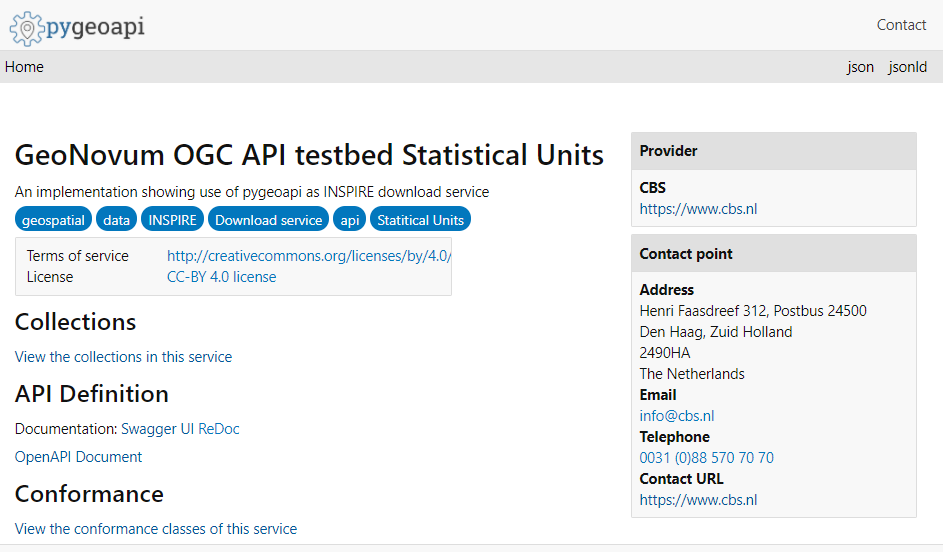 pygeoapi
Contact
Home
json jsonld
GeoNovum OGC API testbed Statistical Units
An implementation showing use of pygeoapi as INSPIRE download service
geospatial data INSPIRE Download service api Statitical Units
Terms of service http://creativecommons.org/licenses/by/4.0/
License CC-BY 4.0 license
Collections
View the collections in this service
API Definition
Documentation: Swagger UI ReDoc
OpenAPI Document
Conformance
View the conformance classes of this service
Provider
CBS
https://www.cbs.nl
Contact point
Address
Henri Faasdreef 312, Postbus 24500
Den Haag, Zuid Holland
2490HA
The Netherlands
Email
info@cbs.nl
Telephone
0031 (0)88 570 70 70
Contact URL
https://www.cbs.nl